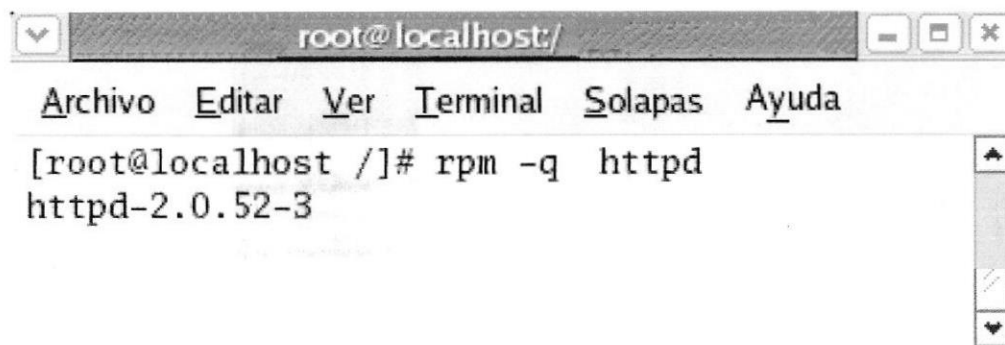 root@localhost:/
Archivo Editar Ver Terminal Solapas Ayuda
[root@localhost /]# rpm -q httpd
httpd-2.0.52-3